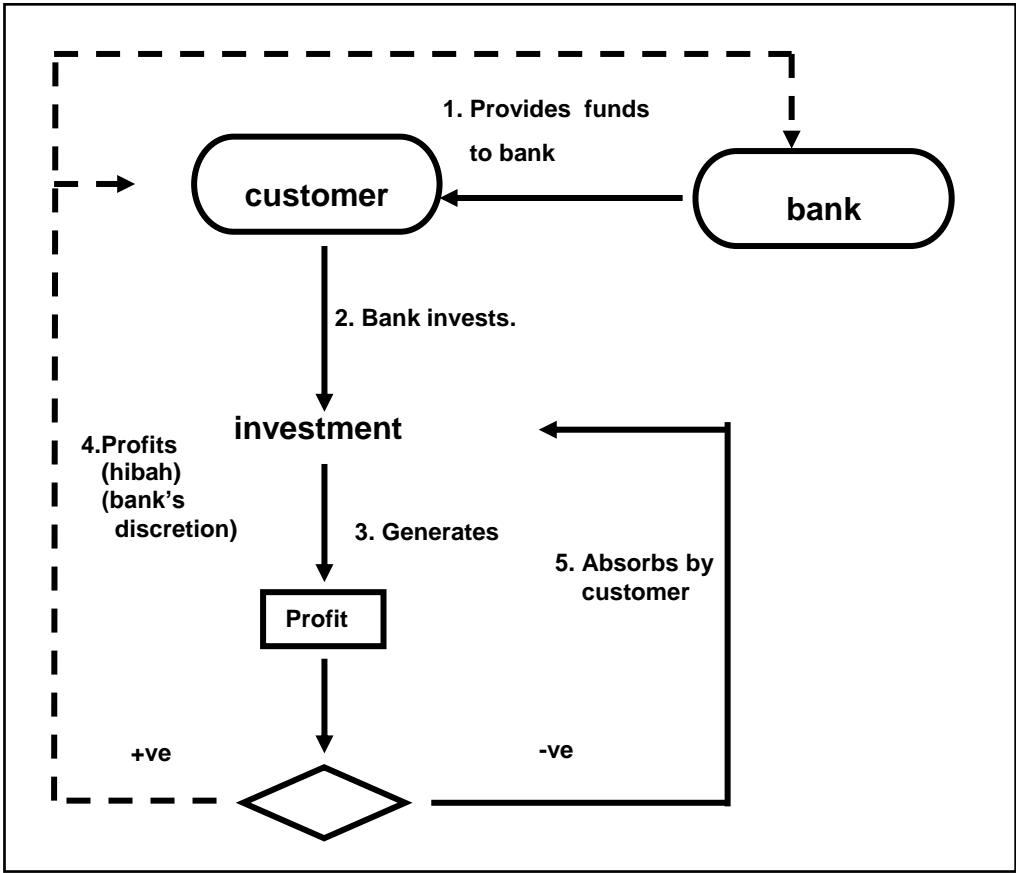 1. Provides funds
to bank
customer
bank
2. Bank invests.
investment
4.Profits
(hibah)
(bank’s
discretion)
3. Generates
5. Absorbs by
customer
Profit
+ve
-ve